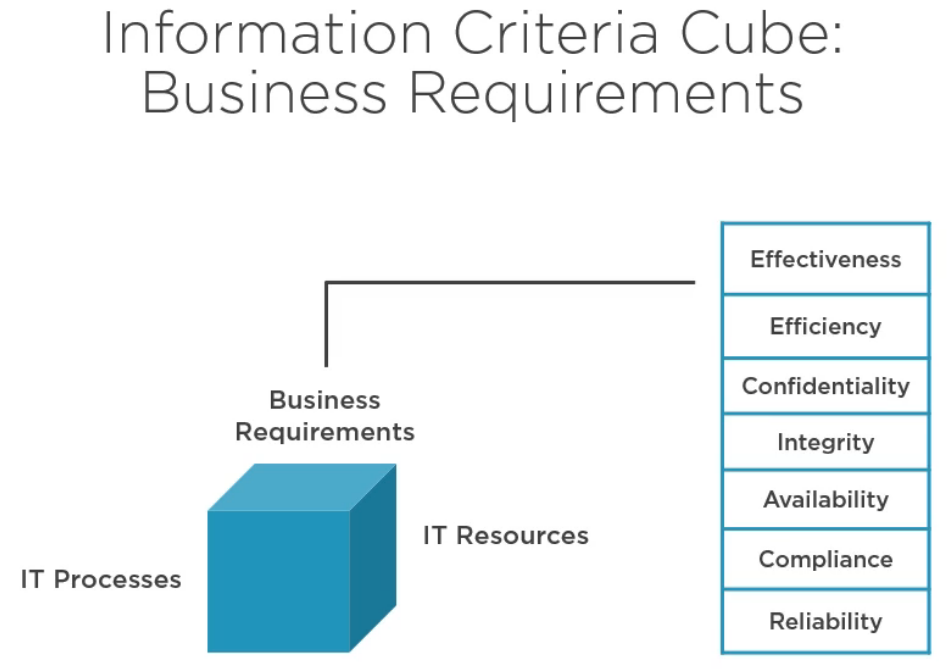 Information Criteria Cube:
Business Requirements
Business
Requirements
IT Processes
IT Resources
Effectiveness
Efficiency
Confidentiality
Integrity
Availability
Compliance
Reliability